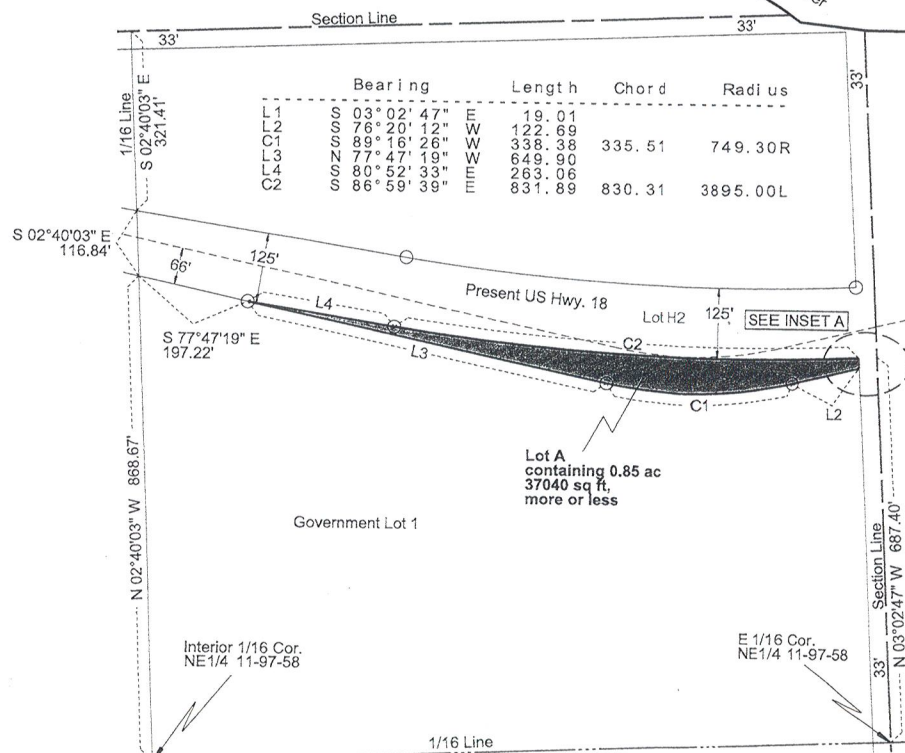 Section Line
33'
33'
33'
1/16 Line
S 02°40'03" E
321.41'
Bearing Length Chord Radius
L1 S 03°02'47" E 19.01
L2 S 76°20'12" W 122.69
C1 S 89°16'26" W 338.38 335.51 749.30R
L3 N 77°47'19" W 649.90
L4 S 80°52'33" E 263.06
C2 S 86°59'39" E 831.89 830.31 3895.00L
S 02°40'03" E
116.84'
66'
125'
Present US Hwy. 18
Lot H2
125'
SEE INSET A
L4
C2
S 77°47'19" E
197.22'
L3
C1
L2
Lot A
containing 0.85 ac
37040 sq ft,
more or less
N 02°40'03" W 868.67'
Government Lot 1
Section Line
N 03°02'47" W 687.40'
Interior 1/16 Cor.
NE1/4 11-97-58
E 1/16 Cor.
NE1/4 11-97-58
33'
1/16 Line